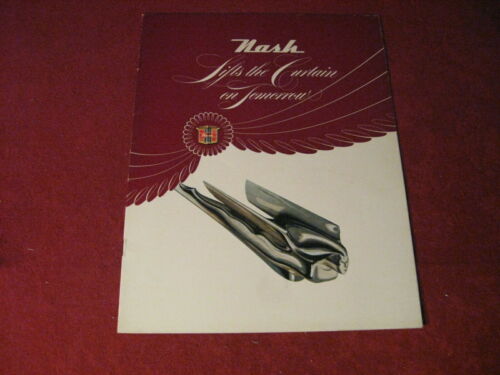 Nash
Lifts the Curtain
on Tomorrow